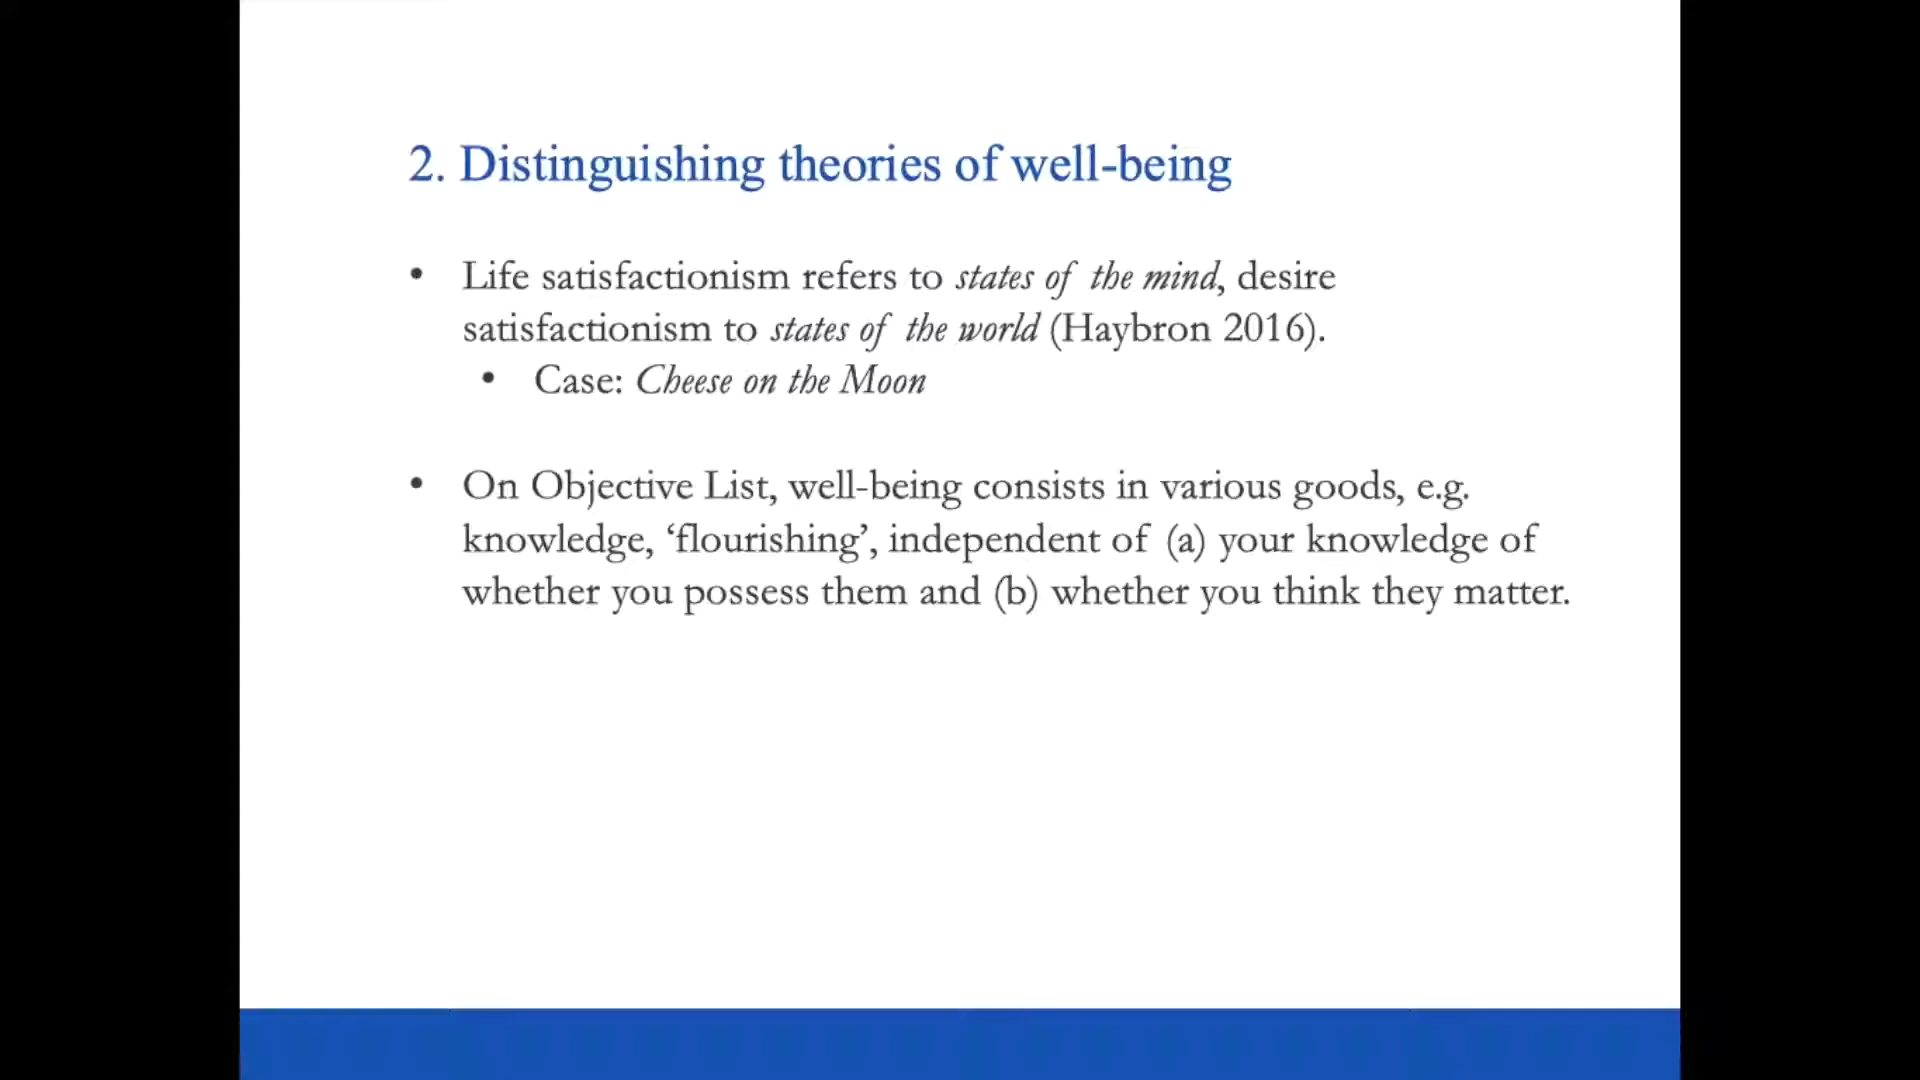 2. Distinguishing theories of well-being
• Life satisfactionism refers to states of the mind, desire
satisfactionism to states of the world (Haybron 2016).
• Case: Cheese on the Moon
• On Objective List, well-being consists in various goods, e.g.
knowledge, ‘flourishing’, independent of (a) your knowledge of
whether you possess them and (b) whether you think they matter.